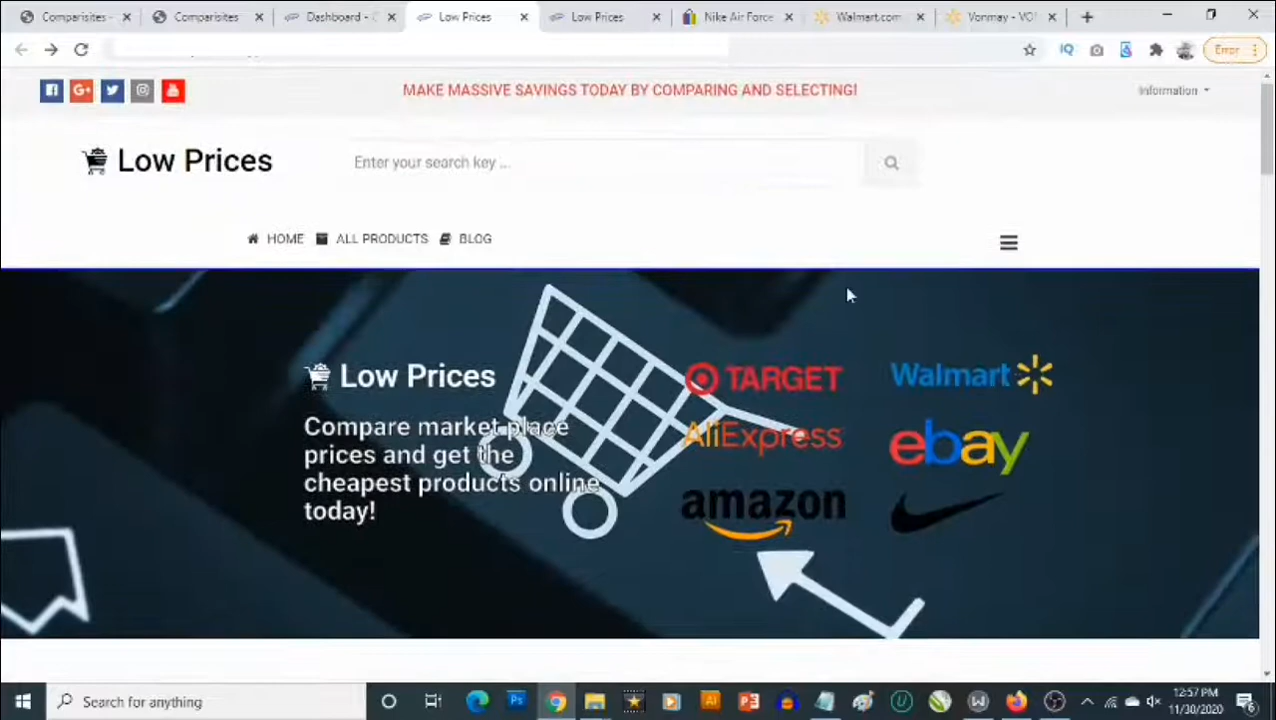 Comparisites -
Comparisites
Dashboard - C
Low Prices
Low Prices
Nike Air Force
Walmart.com
Vonmay - VO
Error
MAKE MASSIVE SAVINGS TODAY BY COMPARING AND SELECTING!
Information
Low Prices
Enter your search key ...
HOME
ALL PRODUCTS
BLOG
Low Prices
Compare market place
prices and get the
cheapest products online
today!
TARGET
Walmart
AliExpress
ebay
amazon
Search for anything
12:57 PM
11/30/2020